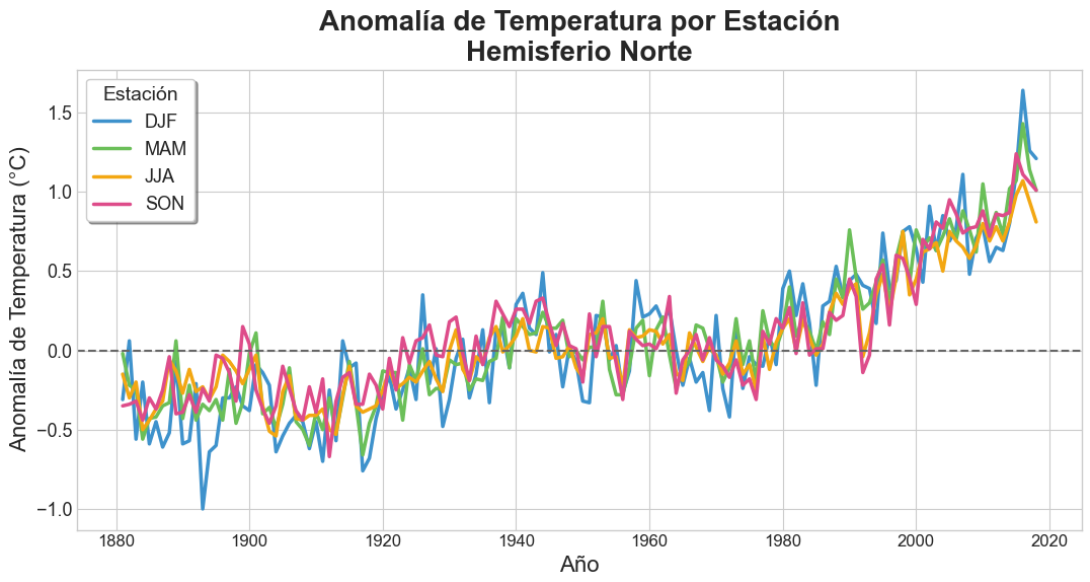 Anomalía de Temperatura por Estación
Hemisferio Norte
Estación
DJF
MAM
JJA
SON
Anomalía de Temperatura (°C)
1.5
1.0
0.5
0.0
−0.5
−1.0
1880
1900
1920
1940
1960
1980
2000
2020
Año